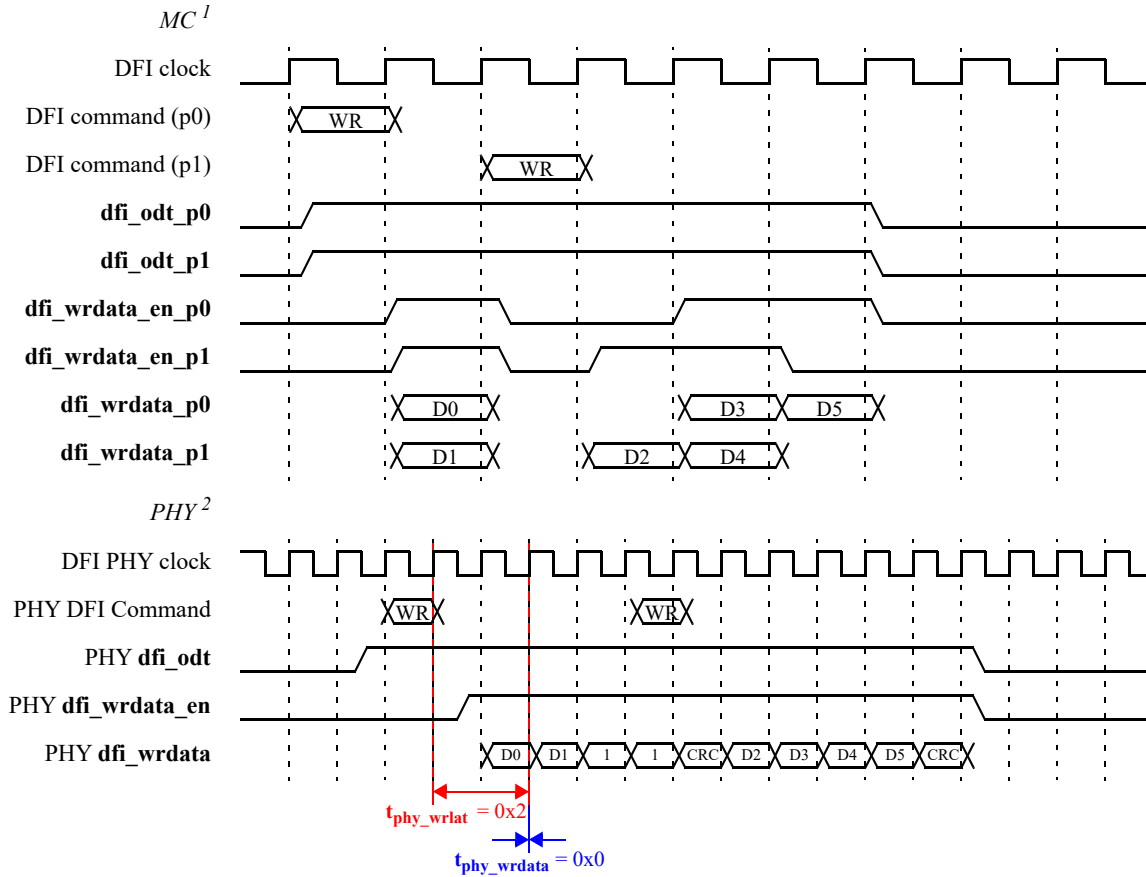 MC 1
DFI clock
DFI command (p0) WR
DFI command (p1) WR
dfi_odt_p0
dfi_odt_p1
dfi_wrdata_en_p0
dfi_wrdata_en_p1
dfi_wrdata_p0 D0 D3 D5
dfi_wrdata_p1 D1 D2 D4
PHY 2
DFI PHY clock
PHY DFI Command WR WR
PHY dfi_odt
PHY dfi_wrdata_en
PHY dfi_wrdata D0 D1 1 1 CRC D2 D3 D4 D5 CRC
tphy_wrlat = 0x2
tphy_wrdata = 0x0